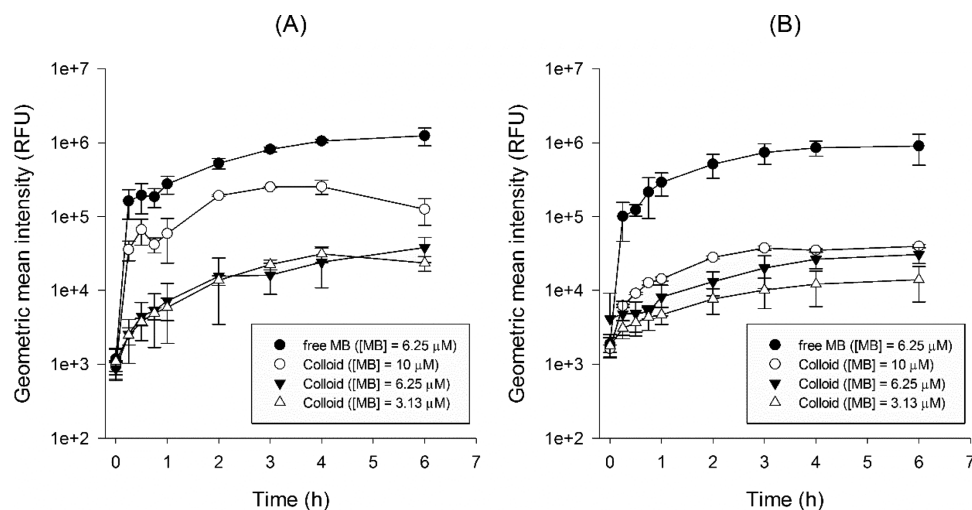 (A)
Geometric mean intensity (RFU)
1e+7
1e+6
1e+5
1e+4
1e+3
1e+2
free MB ([MB] = 6.25 μM)
Colloid ([MB] = 10 μM)
Colloid ([MB] = 6.25 μM)
Colloid ([MB] = 3.13 μM)
0 1 2 3 4 5 6 7
Time (h)
(B)
Geometric mean intensity (RFU)
1e+7
1e+6
1e+5
1e+4
1e+3
1e+2
free MB ([MB] = 6.25 μM)
Colloid ([MB] = 10 μM)
Colloid ([MB] = 6.25 μM)
Colloid ([MB] = 3.13 μM)
0 1 2 3 4 5 6 7
Time (h)